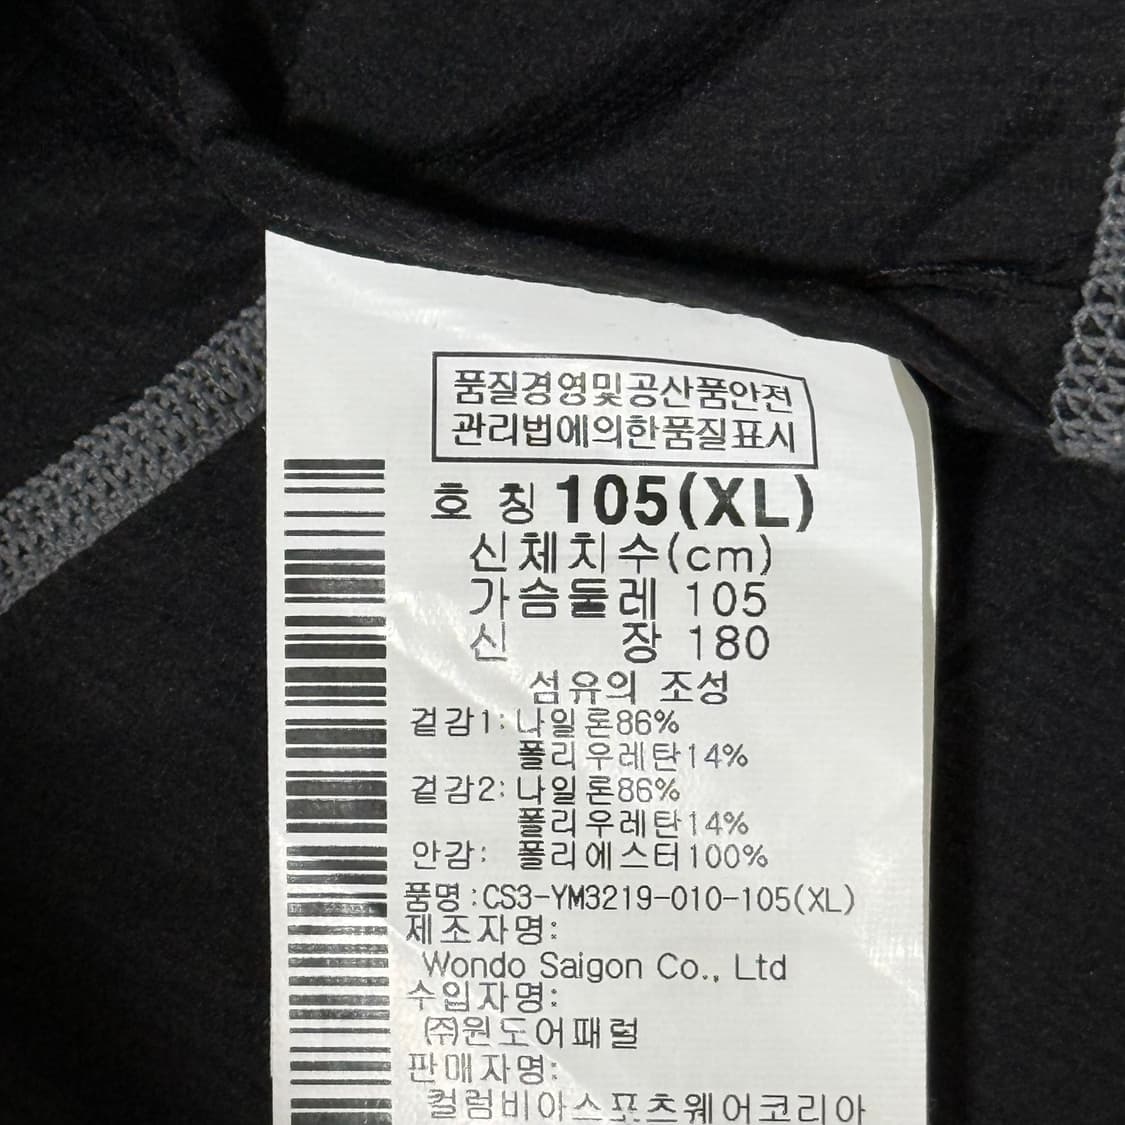 품질경영및공산품안전
관리법에의한품질표시
호 칭 105(XL)
신체치수(cm)
가슴둘레 105
신 장 180
섬유의 조성
겉감1: 나일론86%
폴리우레탄14%
겉감2: 나일론86%
폴리우레탄14%
안감: 폴리에스터100%
품명:CS3-YM3219-010-105(XL)
제조자명:
Wondo Saigon Co., Ltd
수입자명:
㈜원도어패럴
판매자명:
컬럼비아스포츠웨어코리아